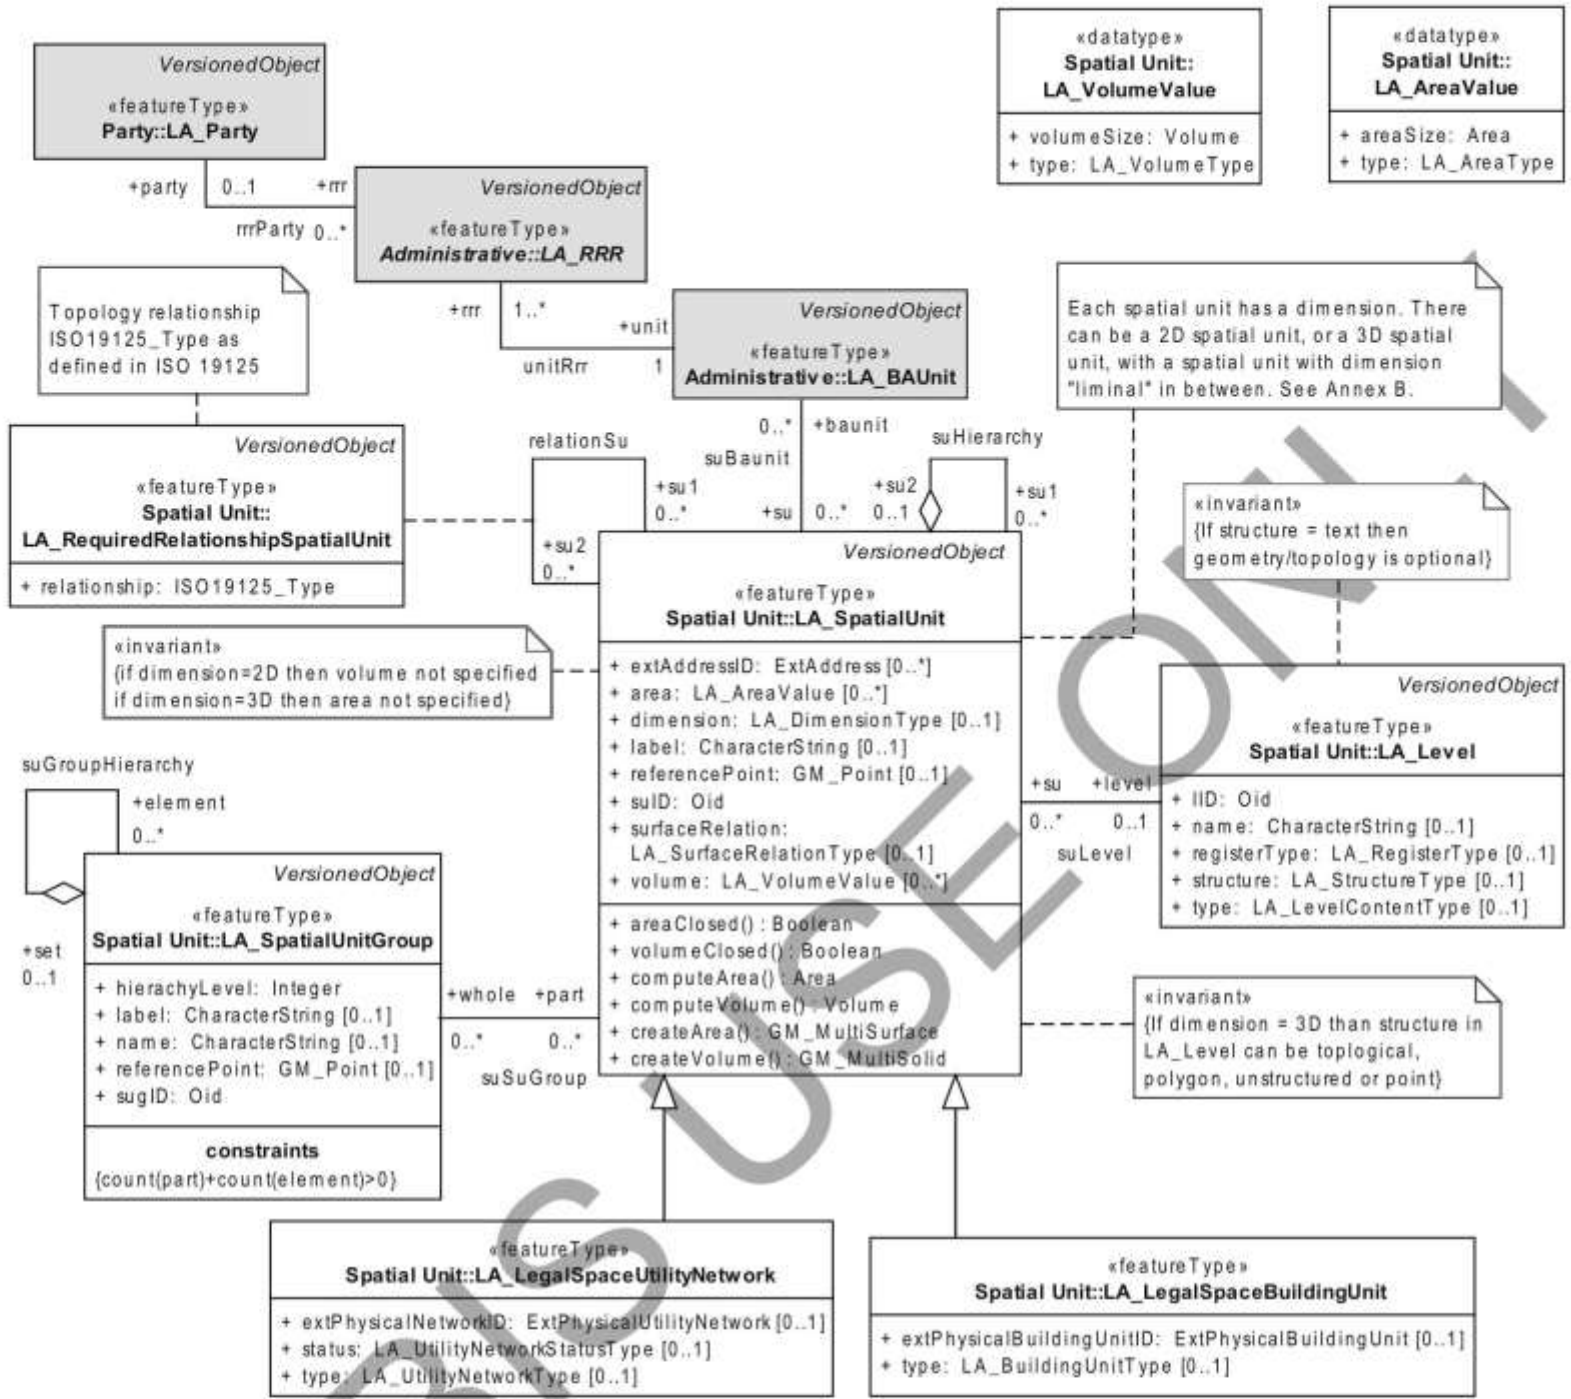 VersionedObject
«featureType»
Party::LA_Party
+party
0..1
+rrr
rrrParty
0..*
VersionedObject
«featureType»
Administrative::LA_RRR
+rrr
1..*
+unit
unitRrr
1
VersionedObject
«featureType»
Administrative::LA_BAUnit
«datatype»
Spatial Unit::
LA_VolumeValue
+ volumeSize: Volume
+ type: LA_VolumeType
«datatype»
Spatial Unit::
LA_AreaValue
+ areaSize: Area
+ type: LA_AreaType
Topology relationship
ISO19125_Type as
defined in ISO 19125
Each spatial unit has a dimension. There
can be a 2D spatial unit, or a 3D spatial
unit, with a spatial unit with dimension
"liminal" in between. See Annex B.
VersionedObject
«featureType»
Spatial Unit::
LA_RequiredRelationshipSpatialUnit
+ relationship: ISO19125_Type
relationSu
+su1
0..*
+su2
0..*
0..*
+baunit
suBaunit
+su
0..*
suHierarchy
+su2
0..1
+su1
0..*
«invariant»
{If structure = text then
geometry/topology is optional}
«invariant»
{if dimension=2D then volume not specified
if dimension=3D then area not specified}
VersionedObject
«featureType»
Spatial Unit::LA_SpatialUnit
+ extAddressID: ExtAddress [0..*]
+ area: LA_AreaValue [0..*]
+ dimension: LA_DimensionType [0..1]
+ label: CharacterString [0..1]
+ referencePoint: GM_Point [0..1]
+ suID: Oid
+ surfaceRelation:
LA_SurfaceRelationType [0..1]
+ volume: LA_VolumeValue [0..*]
+ areaClosed() : Boolean
+ volumeClosed() : Boolean
+ computeArea() : Area
+ computeVolume() : Volume
+ createArea() : GM_MultiSurface
+ createVolume() : GM_MultiSolid
+su
+level
0..*
0..1
suLevel
VersionedObject
«featureType»
Spatial Unit::LA_Level
+ lID: Oid
+ name: CharacterString [0..1]
+ registerType: LA_RegisterType [0..1]
+ structure: LA_StructureType [0..1]
+ type: LA_LevelContentType [0..1]
suGroupHierarchy
+element
0..*
+set
0..1
VersionedObject
«featureType»
Spatial Unit::LA_SpatialUnitGroup
+ hierachyLevel: Integer
+ label: CharacterString [0..1]
+ name: CharacterString [0..1]
+ referencePoint: GM_Point [0..1]
+ sugID: Oid
constraints
{count(part)+count(element)>0}
+whole
+part
0..*
0..*
suSuGroup
«invariant»
{If dimension = 3D than structure in
LA_Level can be toplogical,
polygon, unstructured or point}
«featureType»
Spatial Unit::LA_LegalSpaceUtilityNetwork
+ extPhysicalNetworkID: ExtPhysicalUtilityNetwork [0..1]
+ status: LA_UtilityNetworkStatusType [0..1]
+ type: LA_UtilityNetworkType [0..1]
«featureType»
Spatial Unit::LA_LegalSpaceBuildingUnit
+ extPhysicalBuildingUnitID: ExtPhysicalBuildingUnit [0..1]
+ type: LA_BuildingUnitType [0..1]
BIS USE ONLY